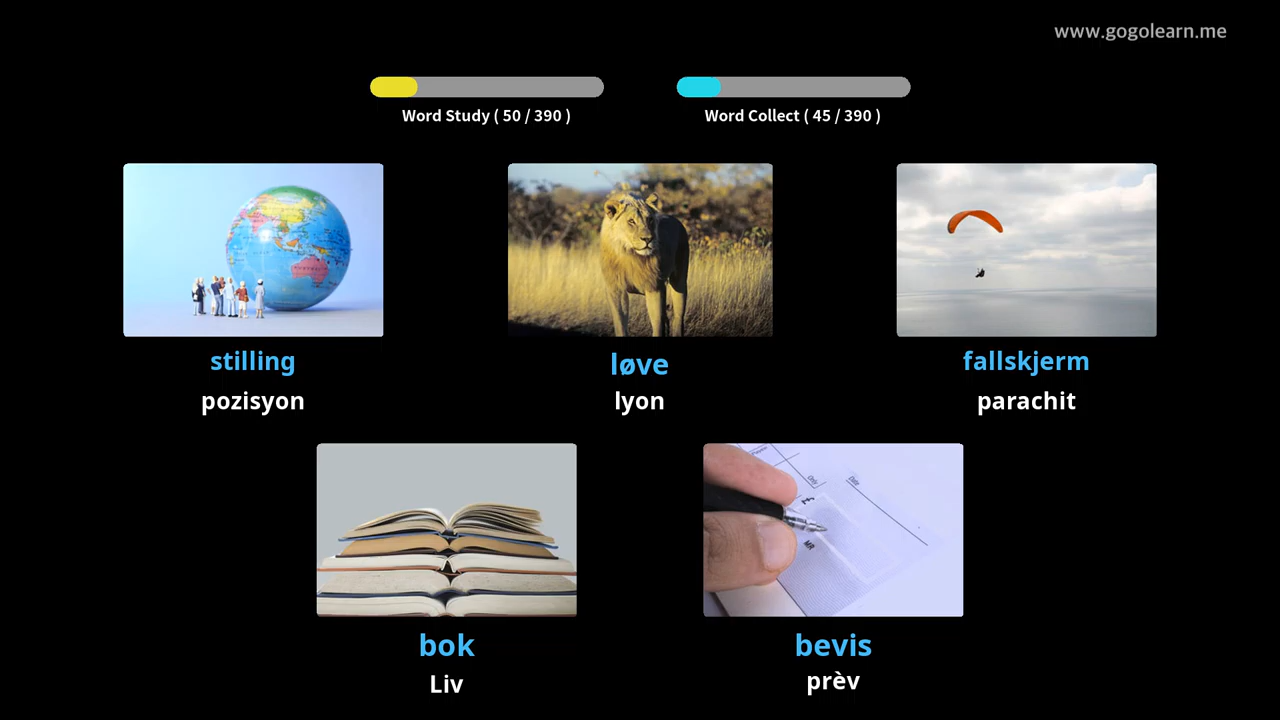 www.gogolearn.me
Word Study ( 50 / 390 )
Word Collect ( 45 / 390 )
stilling
pozisyon
løve
lyon
fallskjerm
parachit
bok
Liv
bevis
prèv